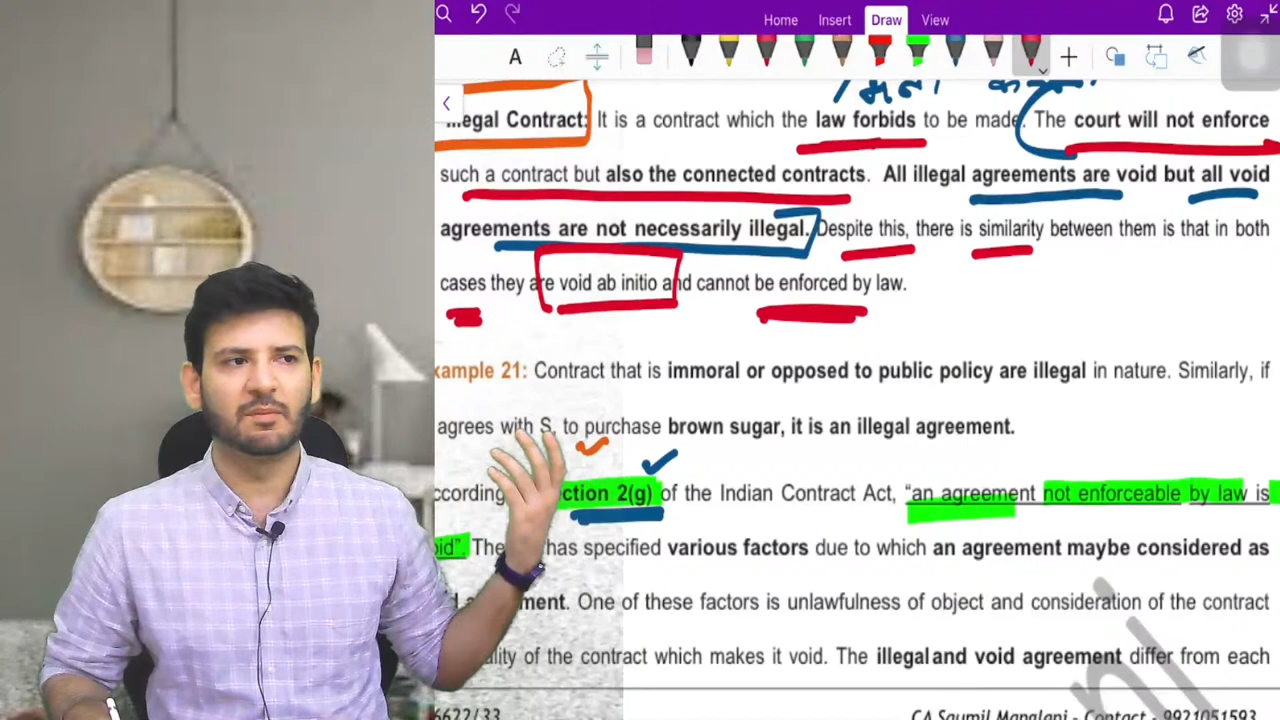 Home Insert Draw View
A
egal Contract: It is a contract which the law forbids to be made. The court will not enforce
such a contract but also the connected contracts. All illegal agreements are void but all void
agreements are not necessarily illegal. Despite this, there is similarity between them is that in both
cases they are void ab initio and cannot be enforced by law.
xample 21: Contract that is immoral or opposed to public policy are illegal in nature. Similarly, if
agrees with S, to purchase brown sugar, it is an illegal agreement.
ccording ection 2(g) of the Indian Contract Act, “an agreement not enforceable by law is
oid”. The has specified various factors due to which an agreement maybe considered as
ment. One of these factors is unlawfulness of object and consideration of the contract
ality of the contract which makes it void. The illegal and void agreement differ from each
6622/33 CA Saumil Manglani - Contact - 9921051593